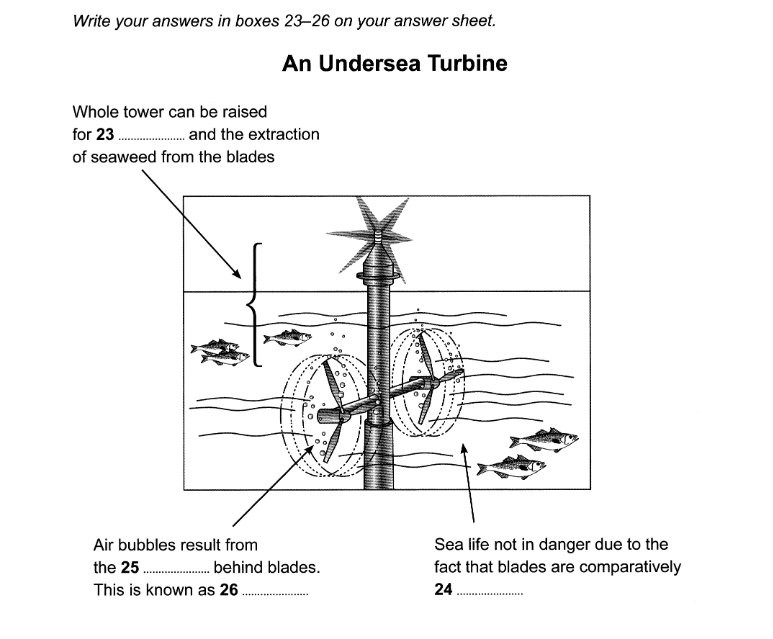 Write your answers in boxes 23–26 on your answer sheet.
An Undersea Turbine
Whole tower can be raised
for 23 ...................... and the extraction
of seaweed from the blades
Air bubbles result from
the 25 ...................... behind blades.
This is known as 26 ......................
Sea life not in danger due to the
fact that blades are comparatively
24 ......................